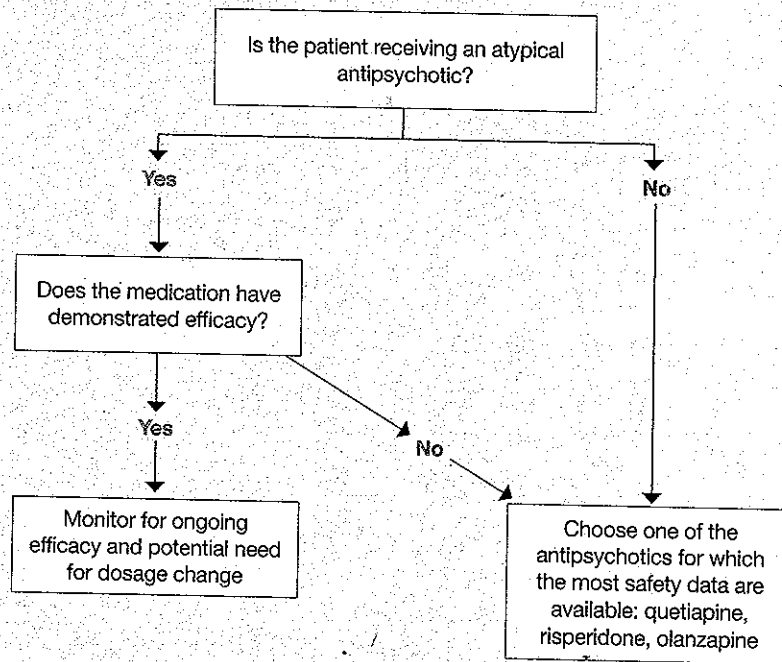 Is the patient receiving an atypical
antipsychotic?
Yes
No
Does the medication have
demonstrated efficacy?
Yes
No
Monitor for ongoing
efficacy and potential need
for dosage change
Choose one of the
antipsychotics for which
the most safety data are
available: quetiapine,
risperidone, olanzapine